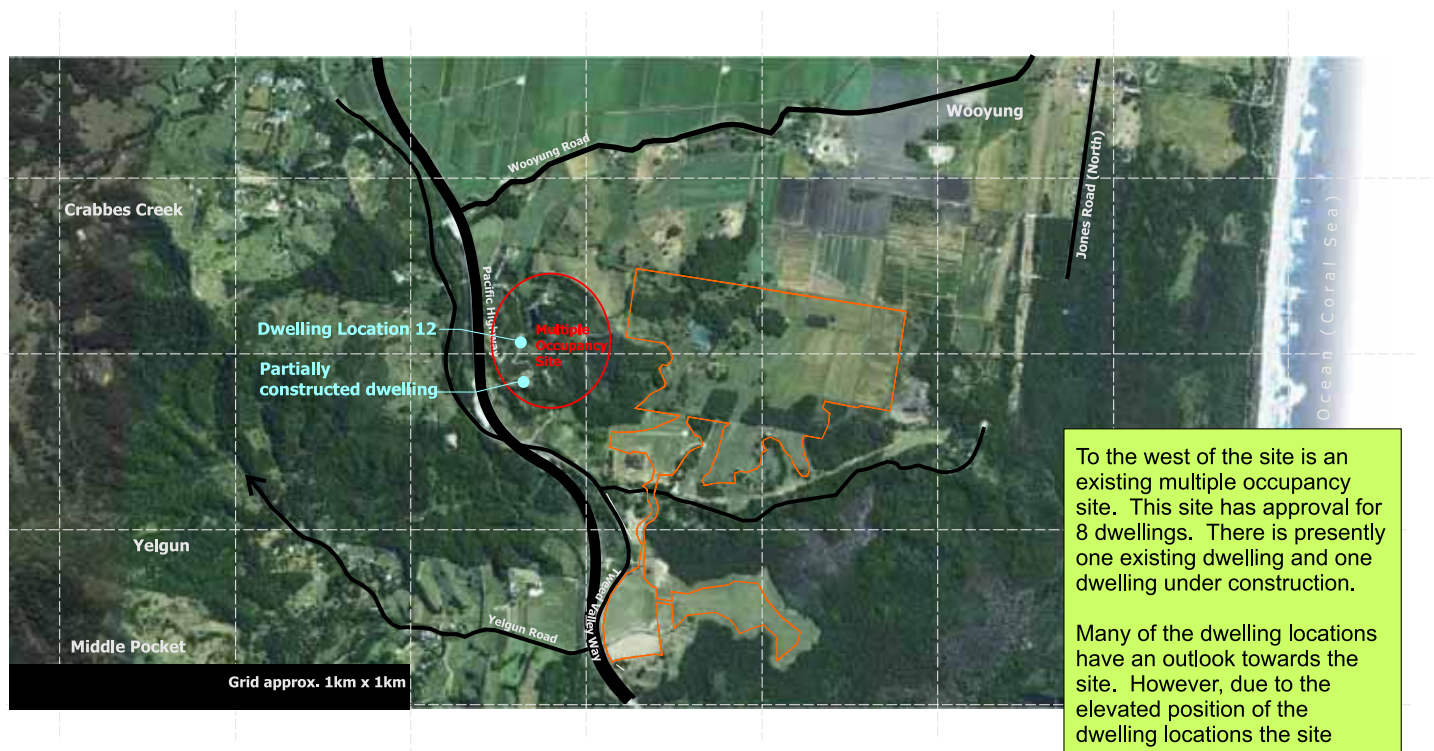 Wooyung
Wooyung Road
Jones Road (North)
Crabbes Creek
Ocean (Coral Sea)
Pacific Highway
Dwelling Location 12
Multiple
Occupancy
Site
Partially
constructed dwelling
To the west of the site is an
existing multiple occupancy
site. This site has approval for
8 dwellings. There is presently
one existing dwelling and one
dwelling under construction.
Many of the dwelling locations
have an outlook towards the
site. However, due to the
elevated position of the
dwelling locations the site
Yelgun
Tweed Valley Way
Yelgun Road
Middle Pocket
Grid approx. 1km x 1km